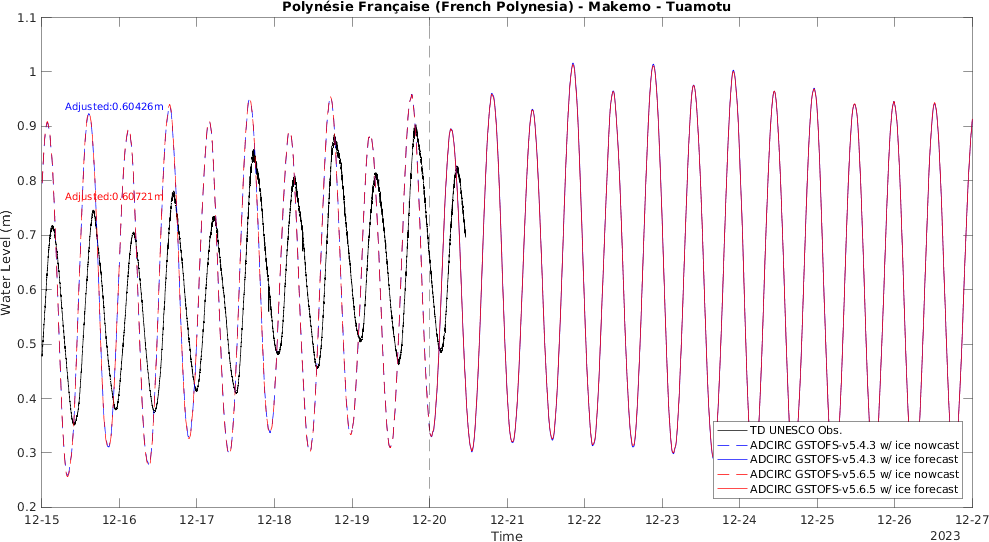 Polynésie Française (French Polynesia) - Makemo - Tuamotu
Water Level (m)
1.1
1
0.9
0.8
0.7
0.6
0.5
0.4
0.3
0.2
Adjusted:0.60426m
Adjusted:0.60721m
TD UNESCO Obs.
ADCIRC GSTOFS-v5.4.3 w/ ice nowcast
ADCIRC GSTOFS-v5.4.3 w/ ice forecast
ADCIRC GSTOFS-v5.6.5 w/ ice nowcast
ADCIRC GSTOFS-v5.6.5 w/ ice forecast
12-15 12-16 12-17 12-18 12-19 12-20 12-21 12-22 12-23 12-24 12-25 12-26 12-27
Time
2023